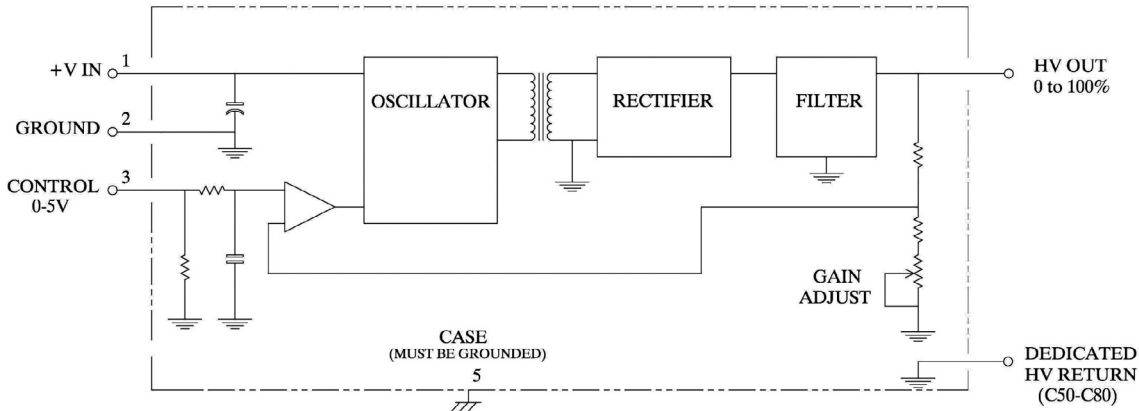 1
+V IN
2
GROUND
3
CONTROL
0-5V
OSCILLATOR
RECTIFIER
FILTER
HV OUT
0 to 100%
GAIN
ADJUST
CASE
(MUST BE GROUNDED)
5
DEDICATED
HV RETURN
(C50-C80)